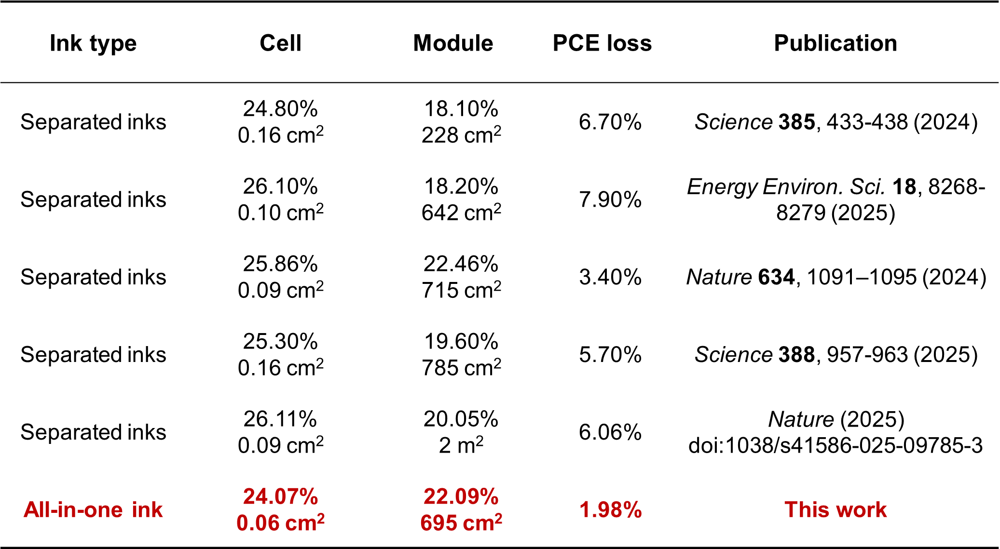 Ink type Cell Module PCE loss Publication
Separated inks 24.80% 0.16 cm² 18.10% 228 cm² 6.70% Science 385, 433-438 (2024)
Separated inks 26.10% 0.10 cm² 18.20% 642 cm² 7.90% Energy Environ. Sci. 18, 8268-8279 (2025)
Separated inks 25.86% 0.09 cm² 22.46% 715 cm² 3.40% Nature 634, 1091–1095 (2024)
Separated inks 25.30% 0.16 cm² 19.60% 785 cm² 5.70% Science 388, 957-963 (2025)
Separated inks 26.11% 0.09 cm² 20.05% 2 m² 6.06% Nature (2025) doi:1038/s41586-025-09785-3
All-in-one ink 24.07% 0.06 cm² 22.09% 695 cm² 1.98% This work